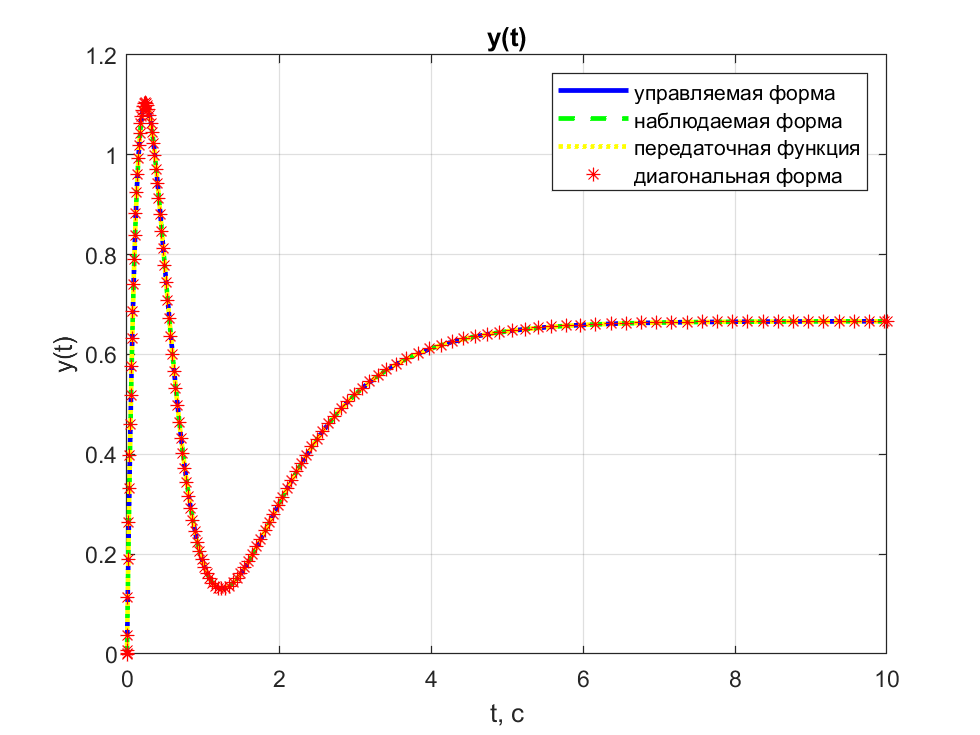 y(t)
1.2
1
0.8
0.6
0.4
0.2
0
y(t)
управляемая форма
наблюдаемая форма
передаточная функция
диагональная форма
0 2 4 6 8 10
t, c